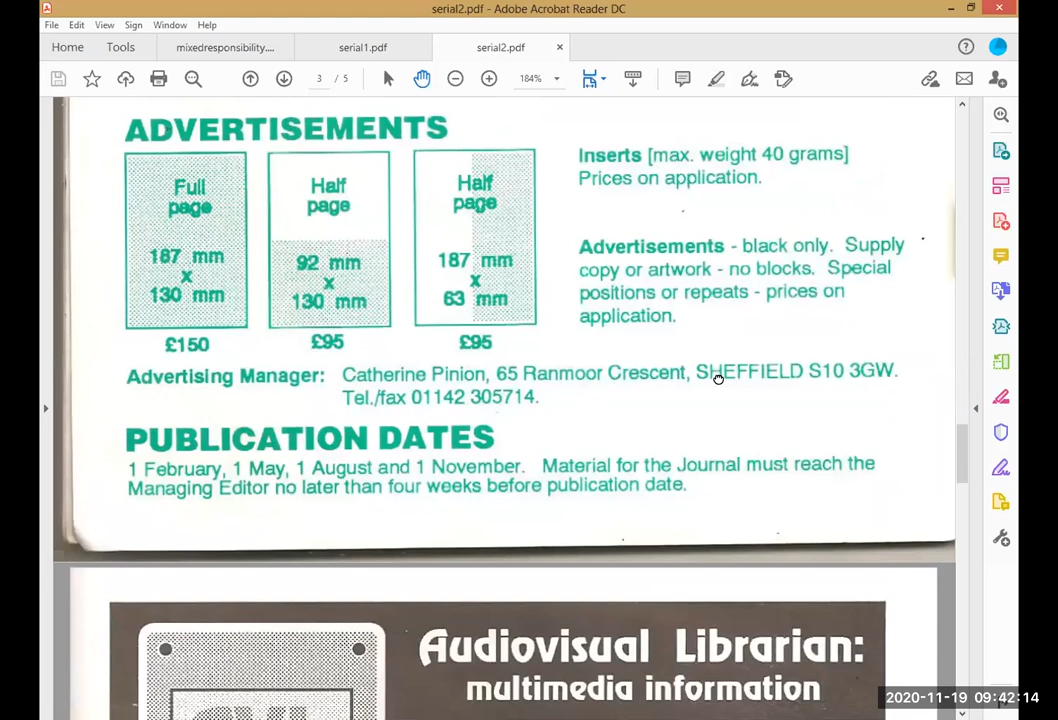 serial2.pdf - Adobe Acrobat Reader DC
File Edit View Sign Window Help
Home Tools mixedresponsibility.... serial1.pdf serial2.pdf ×
3 / 5 184%
ADVERTISEMENTS
Full
page
187 mm
x
130 mm
£150
Half
page
92 mm
x
130 mm
£95
Half
page
187 mm
x
63 mm
£95
Inserts [max. weight 40 grams]
Prices on application.
Advertisements - black only. Supply
copy or artwork - no blocks. Special
positions or repeats - prices on
application.
Advertising Manager: Catherine Pinion, 65 Ranmoor Crescent, SHEFFIELD S10 3GW.
Tel./fax 01142 305714.
PUBLICATION DATES
1 February, 1 May, 1 August and 1 November. Material for the Journal must reach the
Managing Editor no later than four weeks before publication date.
Audiovisual Librarian:
multimedia information
2020-11-19 09:42:14